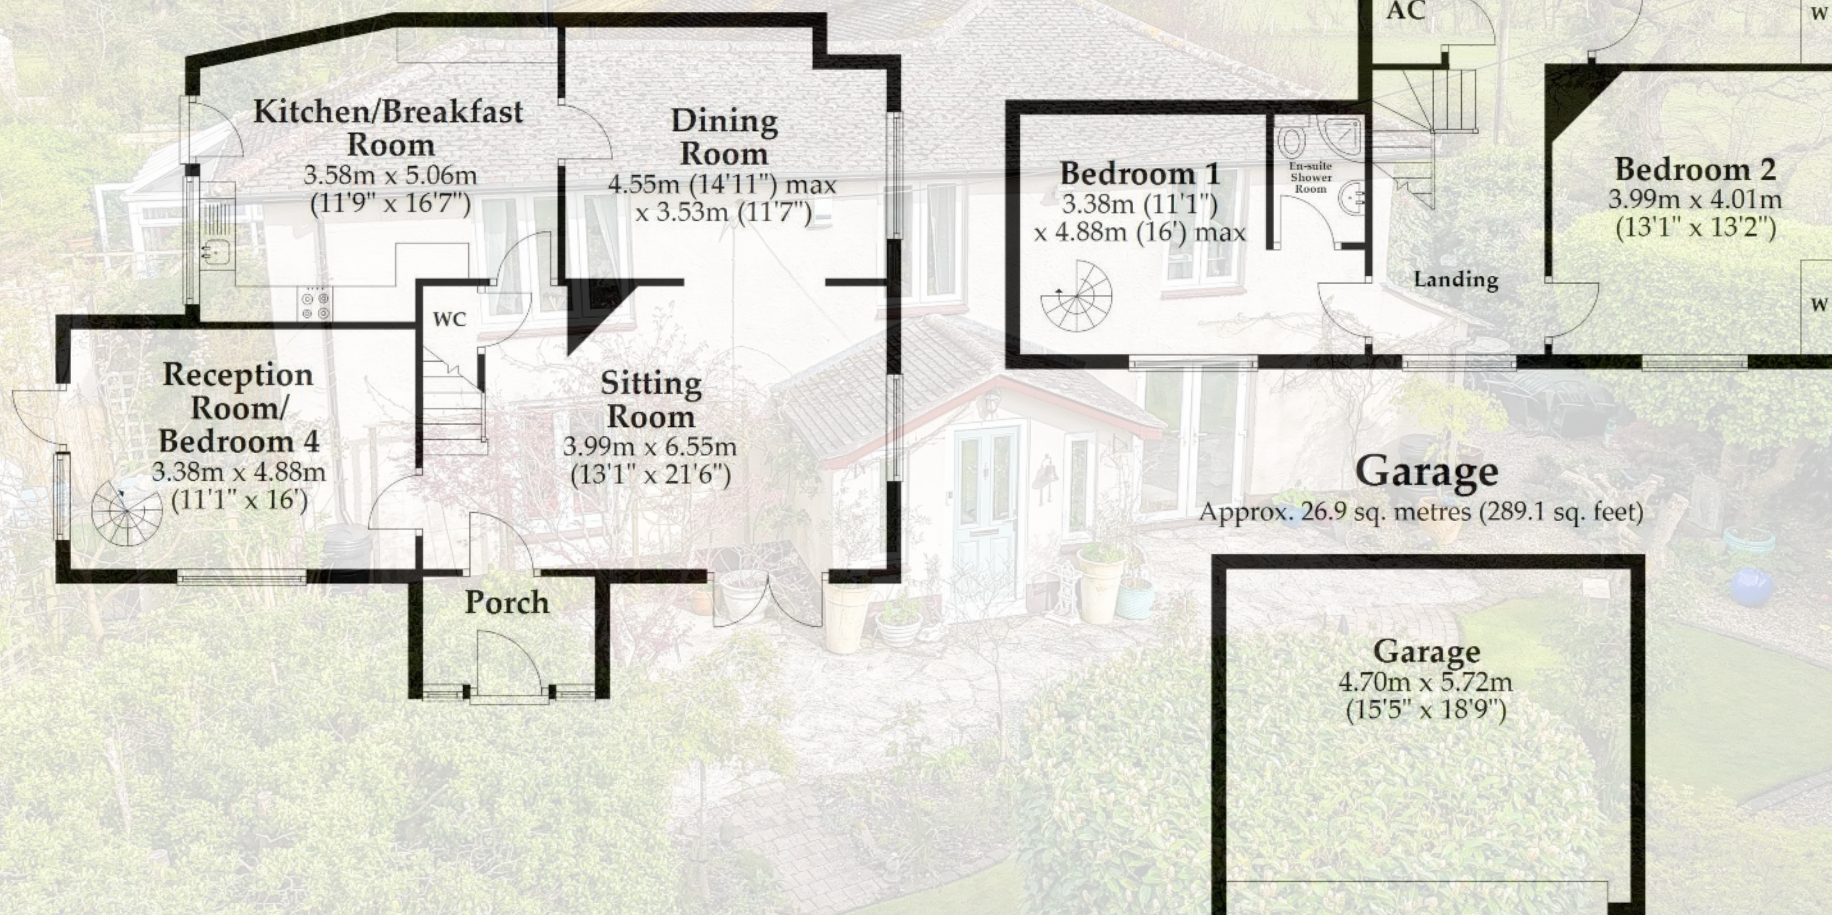 Kitchen/Breakfast
Room
3.58m x 5.06m
(11'9" x 16'7")
Dining
Room
4.55m (14'11") max
x 3.53m (11'7")
WC
Reception
Room/
Bedroom 4
3.38m x 4.88m
(11'1" x 16')
Sitting
Room
3.99m x 6.55m
(13'1" x 21'6")
Porch
AC
W
Bedroom 1
3.38m (11'1")
x 4.88m (16') max
En-suite
Shower
Room
Landing
Bedroom 2
3.99m x 4.01m
(13'1" x 13'2")
W
Garage
Approx. 26.9 sq. metres (289.1 sq. feet)
Garage
4.70m x 5.72m
(15'5" x 18'9")